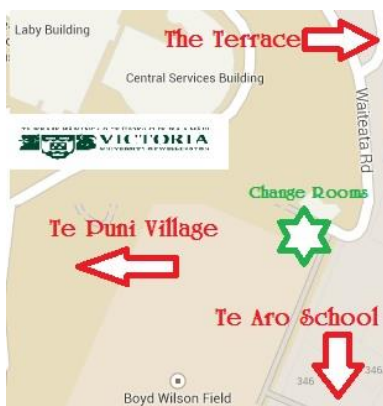 Laby Building
The Terrace
Central Services Building
Waiteata Rd
VICTORIA
Change Rooms
Te Puni Village
Te Aro School
346
346
Boyd Wilson Field